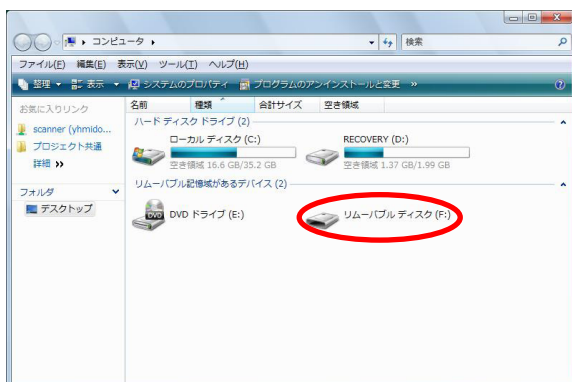 コンピュータ
検索
ファイル(F) 編集(E) 表示(V) ツール(T) ヘルプ(H)
整理 表示 システムのプロパティ プログラムのアンインストールと変更 »
お気に入りリンク
scanner (yhmido...
プロジェクト共通
詳細 »
フォルダ
デスクトップ
名前 種類 合計サイズ 空き領域
ハード ディスク ドライブ (2)
ローカル ディスク (C:) RECOVERY (D:)
空き領域 16.6 GB/35.2 GB 空き領域 1.37 GB/1.99 GB
リムーバブル記憶域があるデバイス (2)
DVD ドライブ (E:) リムーバブル ディスク (F:)
DVD